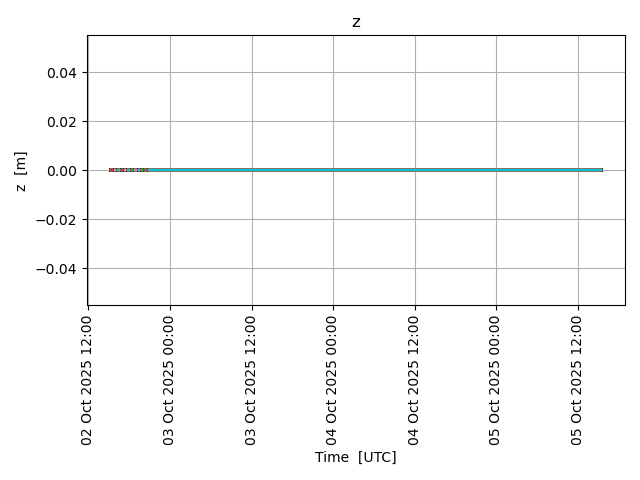 z
0.04
0.02
0.00
−0.02
−0.04
z [m]
02 Oct 2025 12:00
03 Oct 2025 00:00
03 Oct 2025 12:00
04 Oct 2025 00:00
04 Oct 2025 12:00
05 Oct 2025 00:00
05 Oct 2025 12:00
Time [UTC]